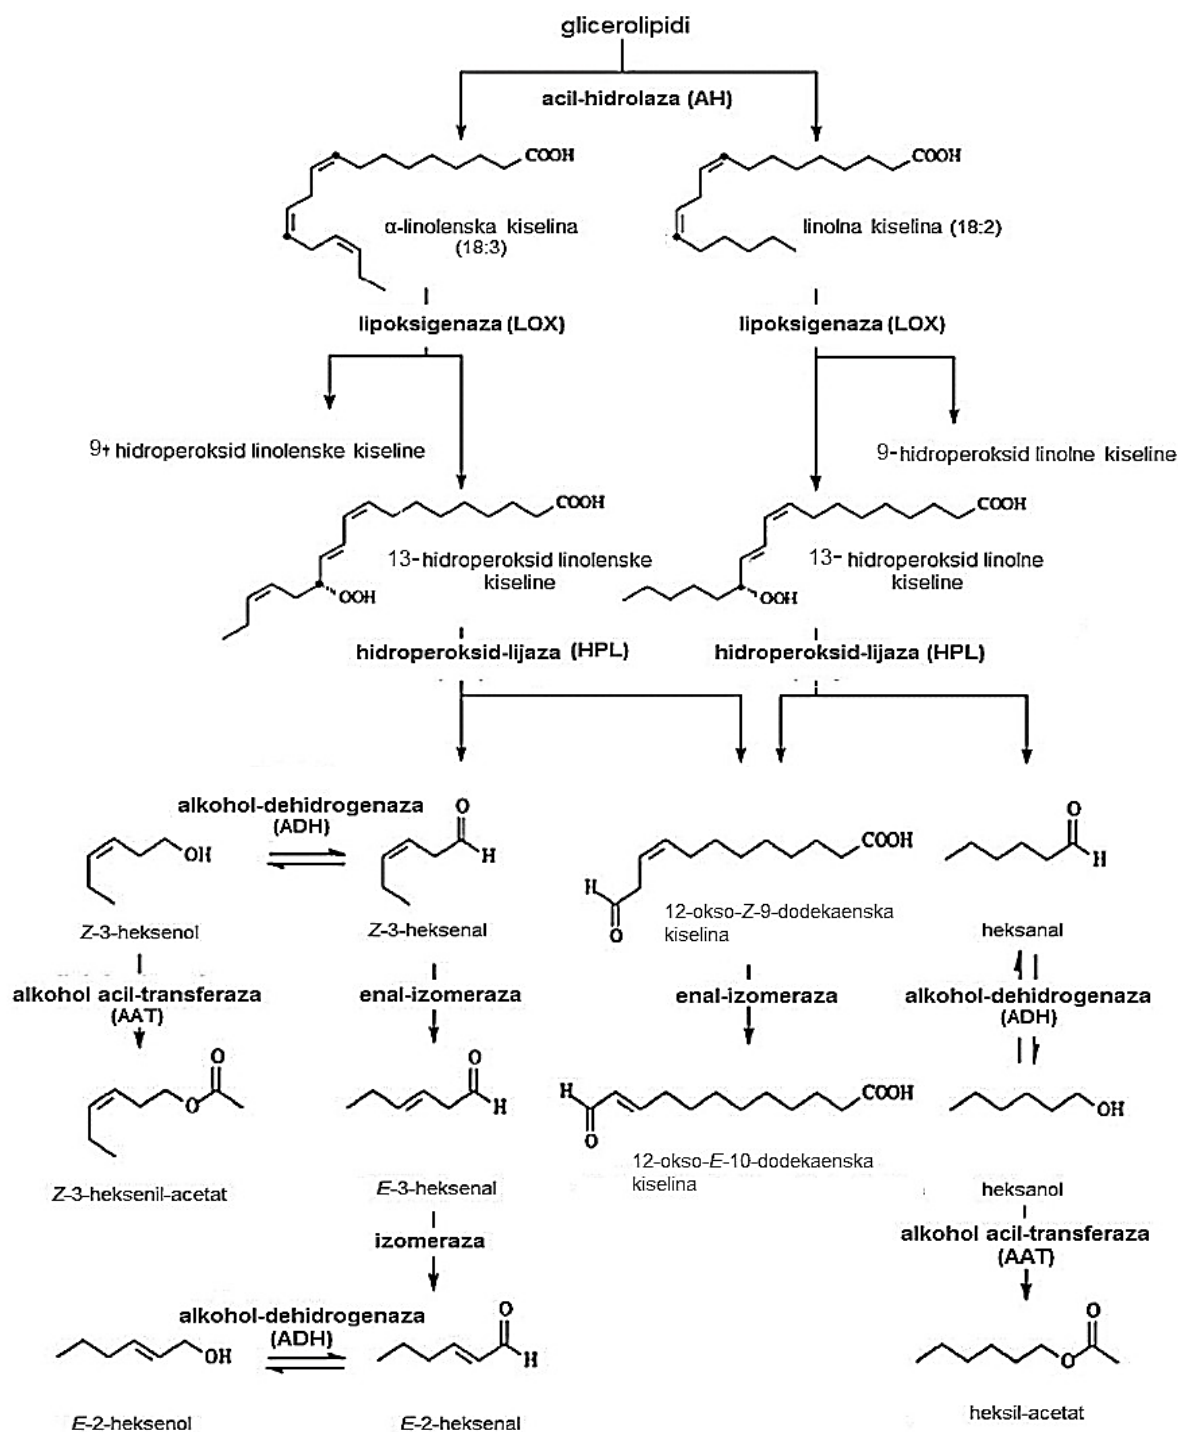 glicerolipidi
acil-hidrolaza (AH)
COOH
COOH
α-linolenska kiselina
(18:3)
linolna kiselina (18:2)
lipoksigenaza (LOX)
lipoksigenaza (LOX)
9-hidroperoksid linolenske kiseline
9-hidroperoksid linolne kiseline
COOH
COOH
13-hidroperoksid linolenske
kiseline
13-hidroperoksid linolne
kiseline
OOH
OOH
hidroperoksid-lijaza (HPL)
hidroperoksid-lijaza (HPL)
alkohol-dehidrogenaza
(ADH)
OH
O
H
COOH
H
O
O
H
Z-3-heksenol
Z-3-heksenal
12-okso-Z-9-dodekaenska
kiselina
heksanal
alkohol acil-transferaza
(AAT)
enal-izomeraza
enal-izomeraza
alkohol-dehidrogenaza
(ADH)
O
O
O
H
H
O
COOH
OH
Z-3-heksenil-acetat
E-3-heksenal
12-okso-E-10-dodekaenska
kiselina
heksanol
izomeraza
alkohol acil-transferaza
(AAT)
alkohol-dehidrogenaza
(ADH)
OH
O
H
O
O
E-2-heksenol
E-2-heksenal
heksil-acetat